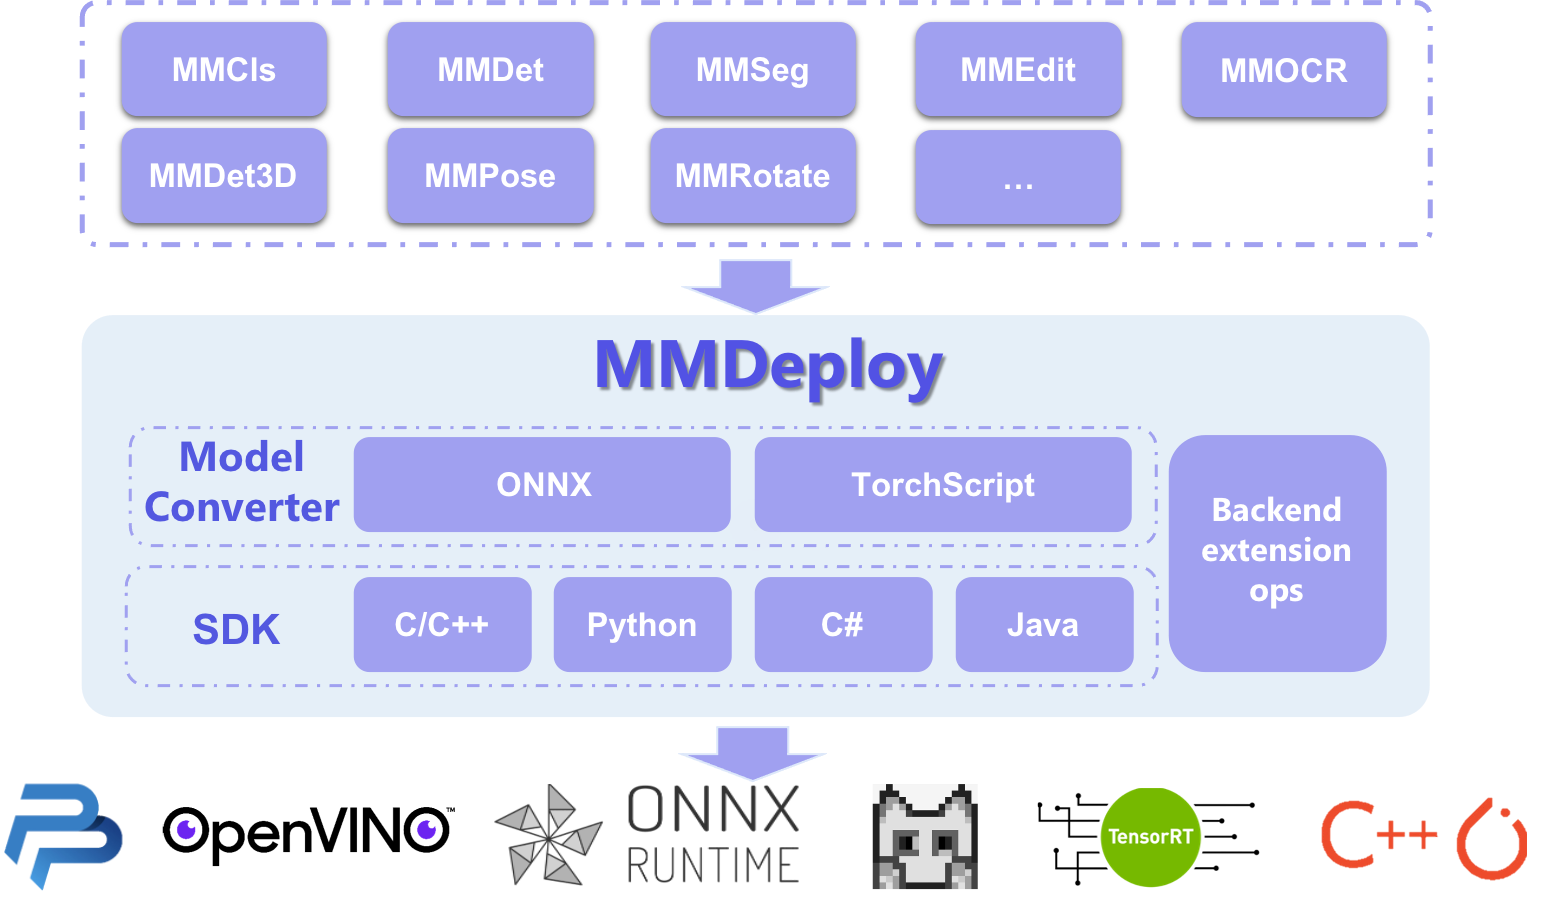 MMCls MMDet MMSeg MMEdit MMOCR
MMDet3D MMPose MMRotate ...
MMDeploy
Model
Converter
ONNX TorchScript
Backend
extension
ops
SDK C/C++ Python C# Java
OpenVINO™
ONNX
RUNTIME
TensorRT
C++